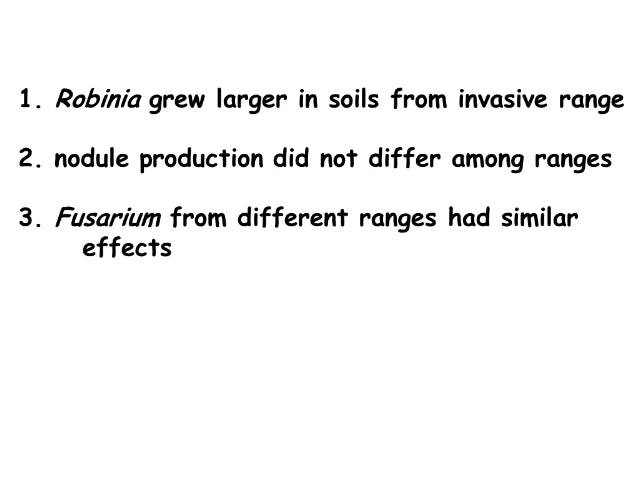 1. Robinia grew larger in soils from invasive range
2. nodule production did not differ among ranges
3. Fusarium from different ranges had similar
effects